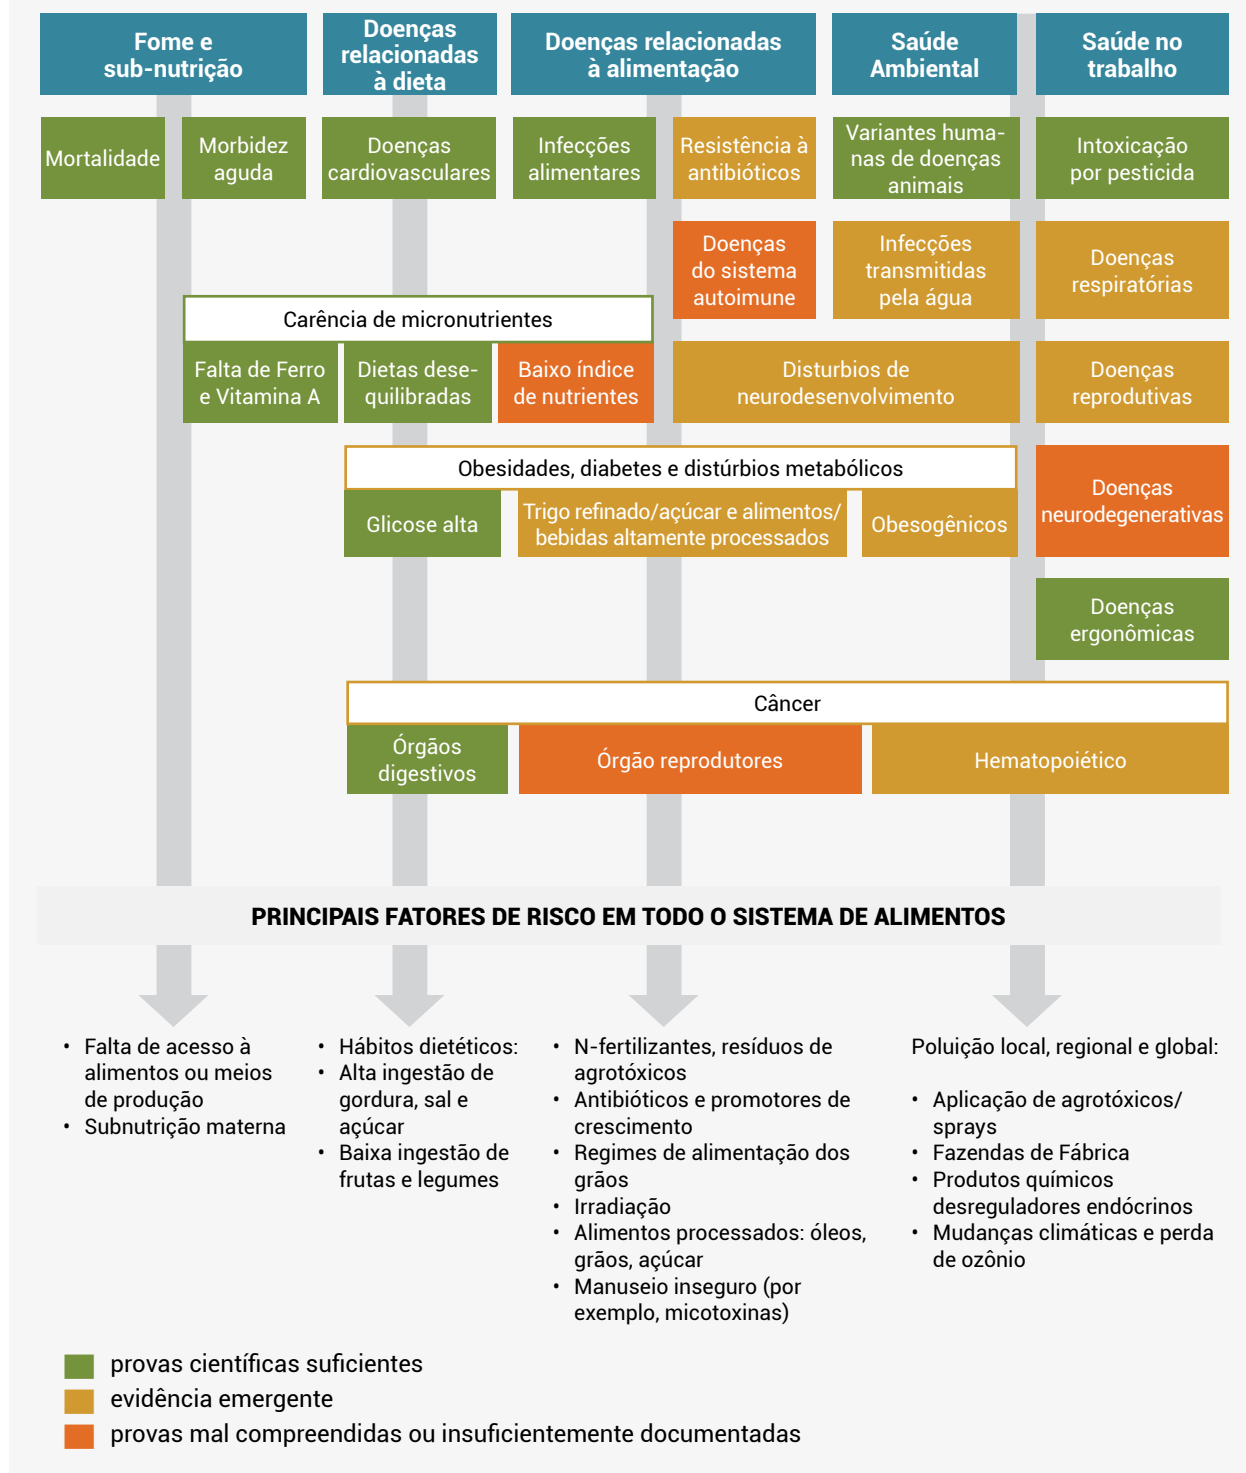 Fome e
sub-nutrição
Doenças
relacionadas
à dieta
Doenças relacionadas
à alimentação
Saúde
Ambiental
Saúde no
trabalho
Mortalidade
Morbidez
aguda
Doenças
cardiovasculares
Infecções
alimentares
Resistência à
antibióticos
Variantes huma-
nas de doenças
animais
Intoxicação
por pesticida
Doenças
do sistema
autoimune
Infecções
transmitidas
pela água
Doenças
respiratórias
Carência de micronutrientes
Falta de Ferro
e Vitamina A
Dietas dese-
quilibradas
Baixo índice
de nutrientes
Disturbios de
neurodesenvolvimento
Doenças
reprodutivas
Obesidades, diabetes e distúrbios metabólicos
Glicose alta
Trigo refinado/açúcar e alimentos/
bebidas altamente processados
Obesogênicos
Doenças
neurodegenerativas
Doenças
ergonômicas
Câncer
Órgãos
digestivos
Órgão reprodutores
Hematopoiético
PRINCIPAIS FATORES DE RISCO EM TODO O SISTEMA DE ALIMENTOS
• Falta de acesso à
alimentos ou meios
de produção
• Subnutrição materna
• Hábitos dietéticos:
• Alta ingestão de
gordura, sal e
açúcar
• Baixa ingestão de
frutas e legumes
• N-fertilizantes, resíduos de
agrotóxicos
• Antibióticos e promotores de
crescimento
• Regimes de alimentação dos
grãos
• Irradiação
• Alimentos processados: óleos,
grãos, açúcar
• Manuseio inseguro (por
exemplo, micotoxinas)
Poluição local, regional e global:
• Aplicação de agrotóxicos/
sprays
• Fazendas de Fábrica
• Produtos químicos
desreguladores endócrinos
• Mudanças climáticas e perda
de ozônio
provas científicas suficientes
evidência emergente
provas mal compreendidas ou insuficientemente documentadas